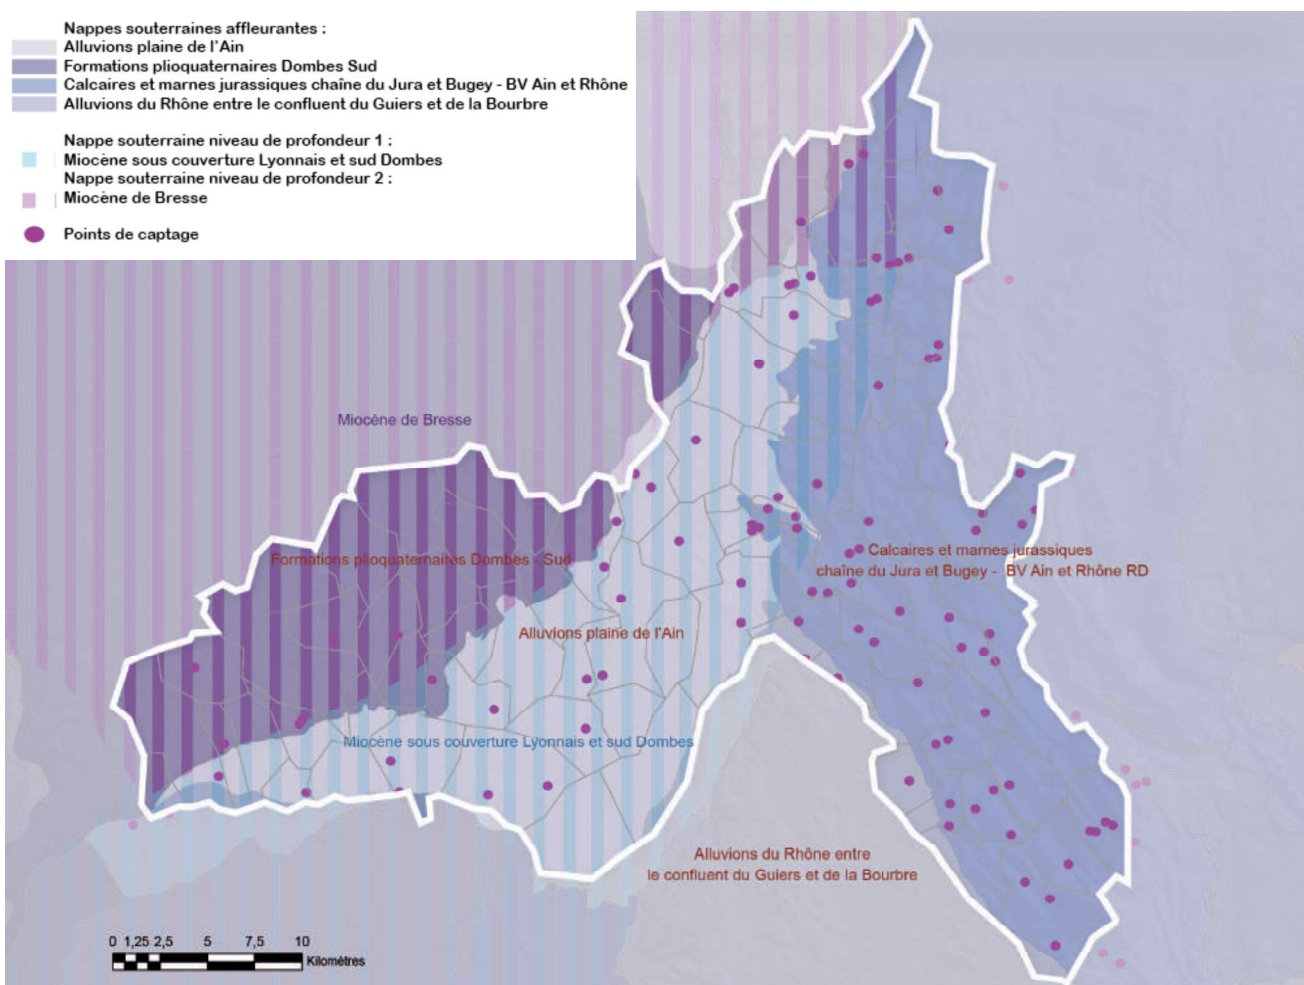 Nappes souterraines affleurantes :
Alluvions plaine de l'Ain
Formations plioquaternaires Dombes Sud
Calcaires et marnes jurassiques chaîne du Jura et Bugey - BV Ain et Rhône
Alluvions du Rhône entre le confluent du Guiers et de la Bourbre
Nappe souterraine niveau de profondeur 1 :
Miocène sous couverture Lyonnais et sud Dombes
Nappe souterraine niveau de profondeur 2 :
Miocène de Bresse
Points de captage
Miocène de Bresse
Formations plioquaternaires Dombes - Sud
Calcaires et marnes jurassiques
chaîne du Jura et Bugey - BV Ain et Rhône RD
Alluvions plaine de l'Ain
Miocène sous couverture Lyonnais et sud Dombes
Alluvions du Rhône entre
le confluent du Guiers et de la Bourbre
0 1,25 2,5 5 7,5 10
Kilomètres